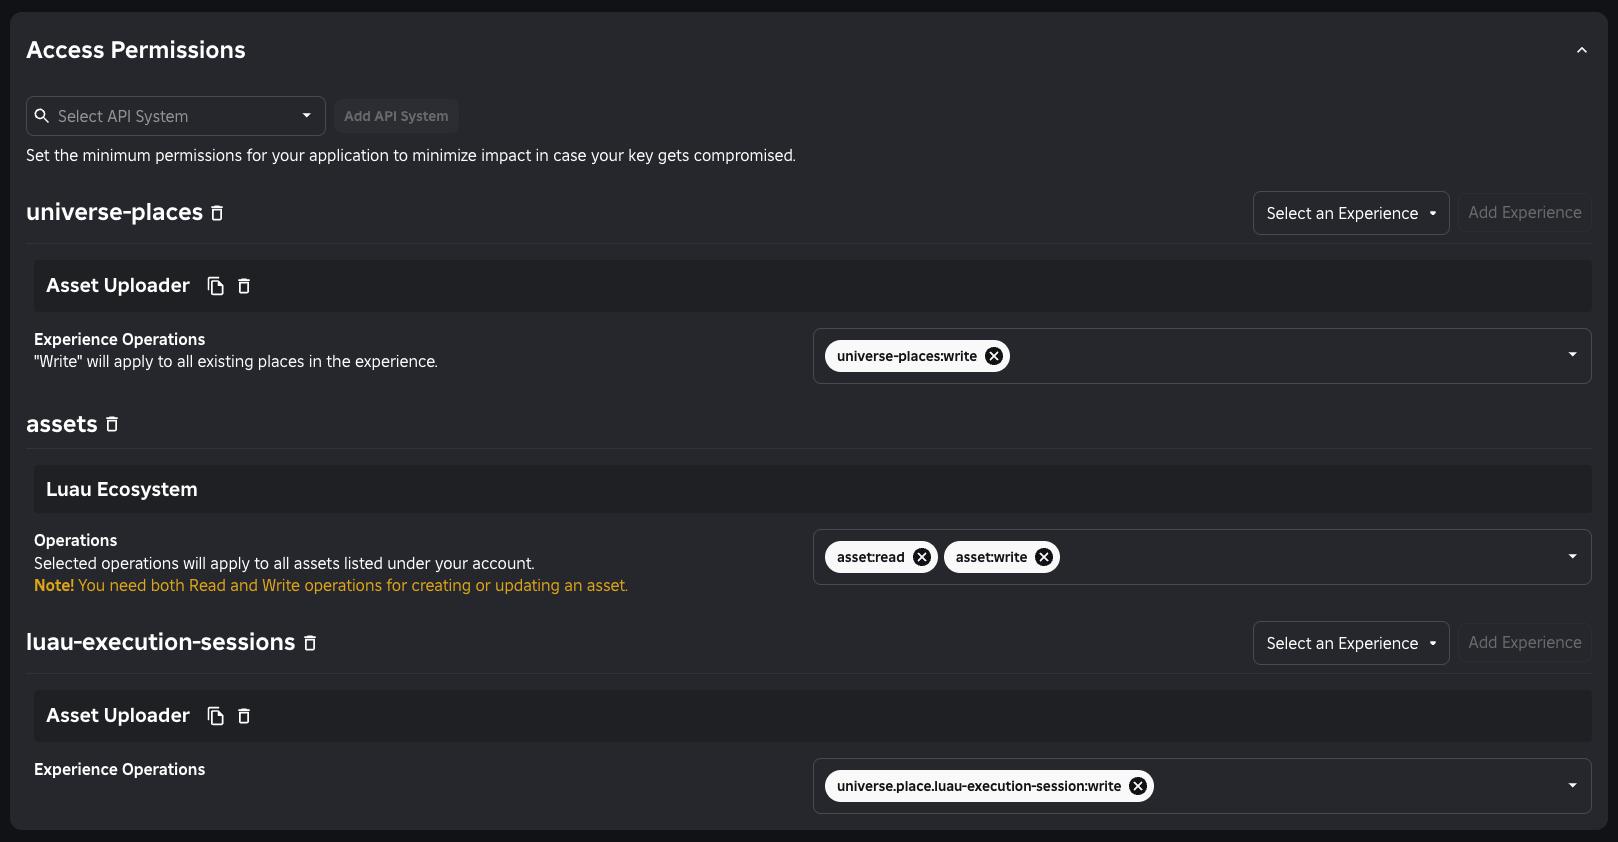 Access Permissions
Select API System
Add API System
Set the minimum permissions for your application to minimize impact in case your key gets compromised.
universe-places
Select an Experience
Add Experience
Asset Uploader
Experience Operations
"Write" will apply to all existing places in the experience.
universe-places:write
assets
Luau Ecosystem
Operations
Selected operations will apply to all assets listed under your account.
Note! You need both Read and Write operations for creating or updating an asset.
asset:read
asset:write
luau-execution-sessions
Select an Experience
Add Experience
Asset Uploader
Experience Operations
universe.place.luau-execution-session:write